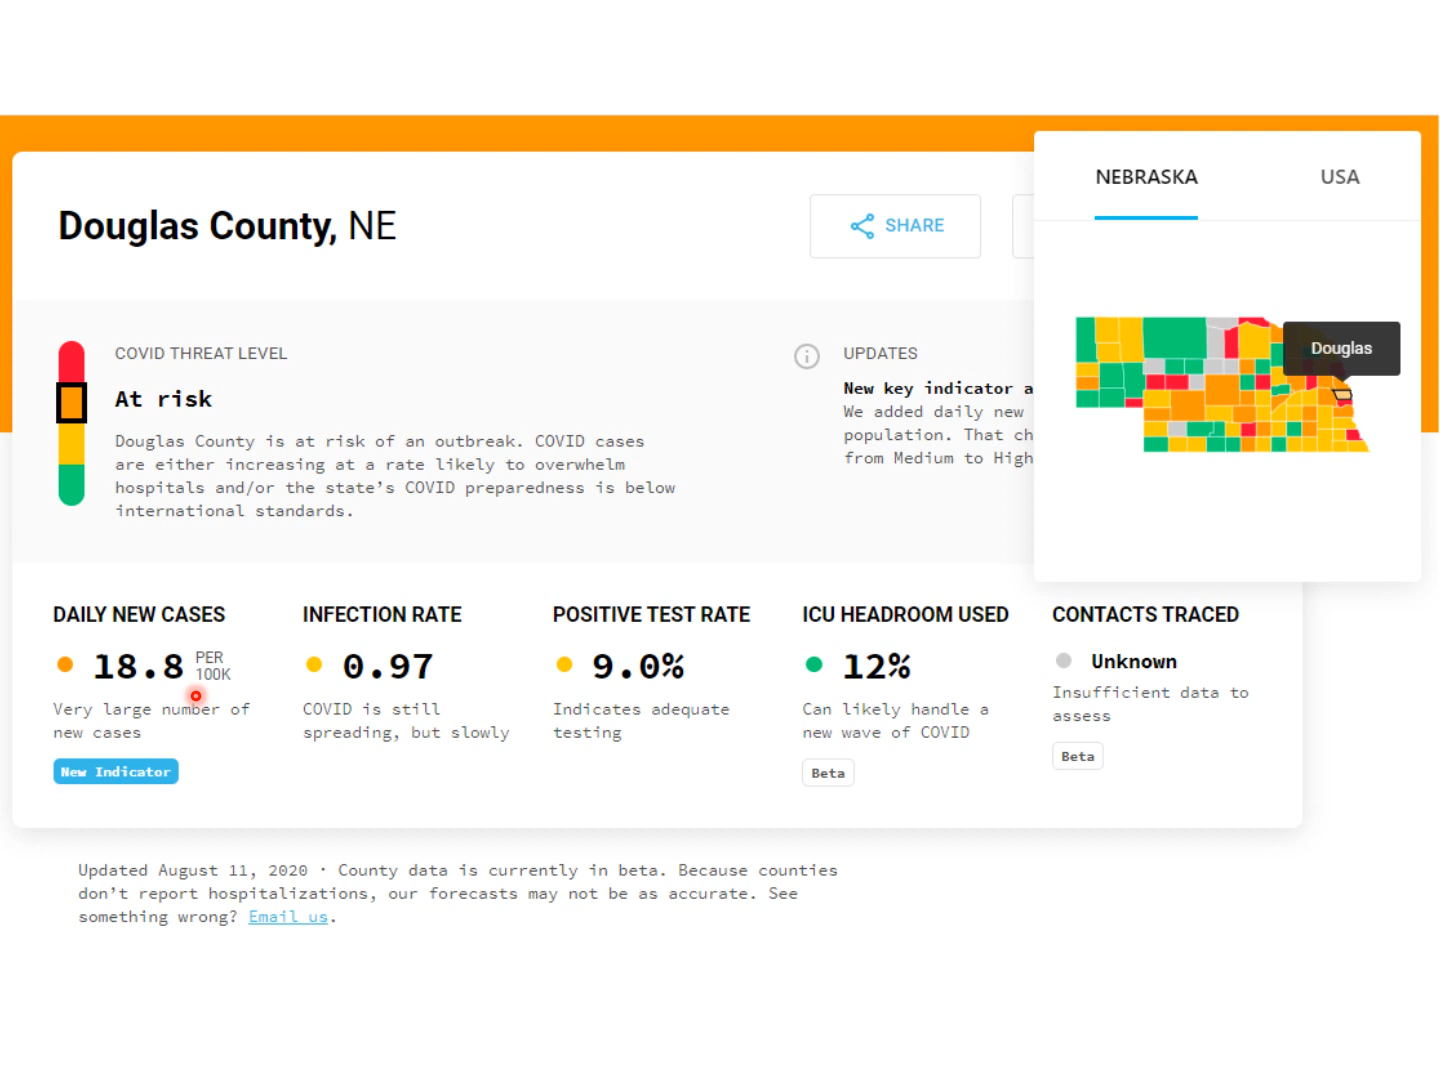 Douglas County, NE
SHARE
NEBRASKA
USA
Douglas
COVID THREAT LEVEL
At risk
Douglas County is at risk of an outbreak. COVID cases
are either increasing at a rate likely to overwhelm
hospitals and/or the state’s COVID preparedness is below
international standards.
UPDATES
New key indicator a
We added daily new
population. That ch
from Medium to High
DAILY NEW CASES
18.8 PER 100K
Very large number of
new cases
New Indicator
INFECTION RATE
0.97
COVID is still
spreading, but slowly
POSITIVE TEST RATE
9.0%
Indicates adequate
testing
ICU HEADROOM USED
12%
Can likely handle a
new wave of COVID
Beta
CONTACTS TRACED
Unknown
Insufficient data to
assess
Beta
Updated August 11, 2020 · County data is currently in beta. Because counties
don’t report hospitalizations, our forecasts may not be as accurate. See
something wrong? Email us.